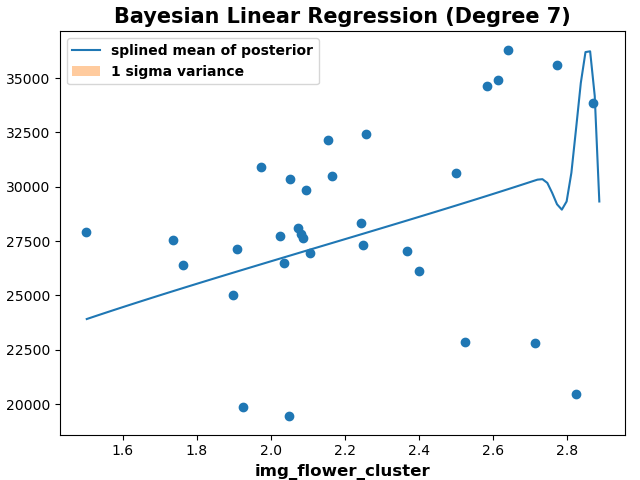 Bayesian Linear Regression (Degree 7)
splined mean of posterior
1 sigma variance
35000
32500
30000
27500
25000
22500
20000
1.6 1.8 2.0 2.2 2.4 2.6 2.8
img_flower_cluster